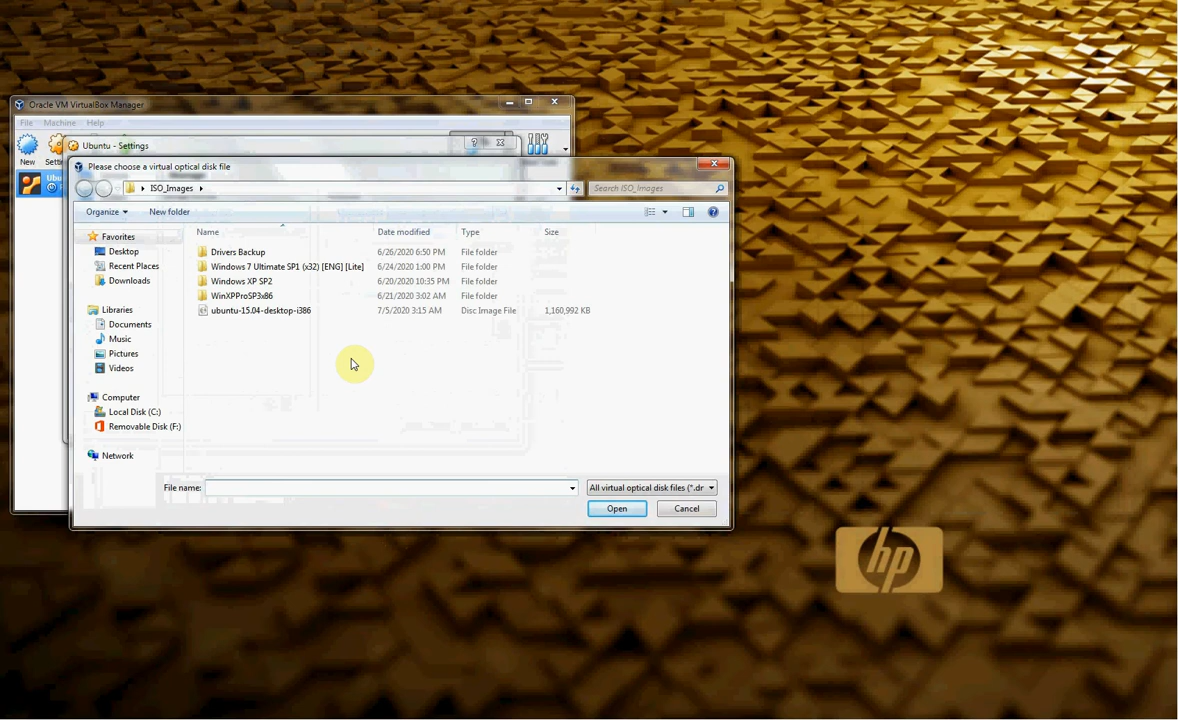 Oracle VM VirtualBox Manager
File Machine Help
New
Ubuntu - Settings
Please choose a virtual optical disk file
ISO_Images
Search ISO_Images
Organize
New folder
Name Date modified Type Size
Favorites
Desktop
Recent Places
Downloads
Libraries
Documents
Music
Pictures
Videos
Computer
Local Disk (C:)
Removable Disk (F:)
Network
Drivers Backup 6/26/2020 6:50 PM File folder
Windows 7 Ultimate SP1 (x32) [ENG] [Lite] 6/24/2020 1:00 PM File folder
Windows XP SP2 6/20/2020 10:35 PM File folder
WinXPProSP3x86 6/21/2020 3:02 AM File folder
ubuntu-15.04-desktop-i386 7/5/2020 3:15 AM Disc Image File 1,160,992 KB
File name:
All virtual optical disk files (*.dr
Open
Cancel
hp